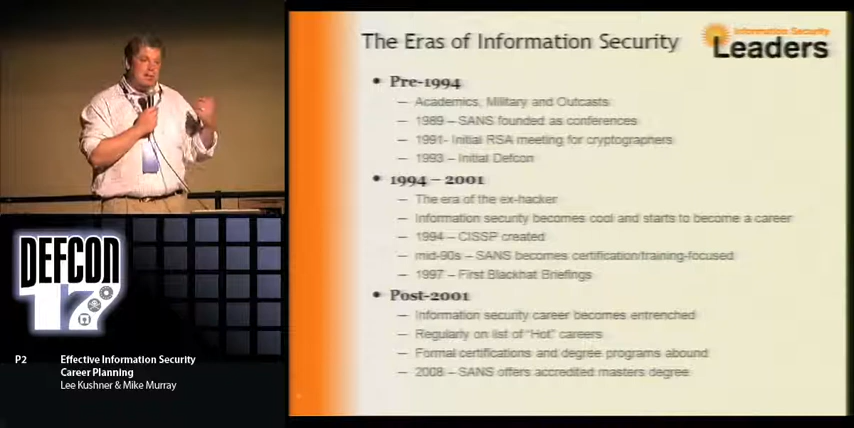 The Eras of Information Security
Information Security
Leaders
• Pre-1994
– Academics, Military and Outcasts
– 1989 – SANS founded as conferences
– 1991- Initial RSA meeting for cryptographers
– 1993 – Initial Defcon
• 1994 – 2001
– The era of the ex-hacker
– Information security becomes cool and starts to become a career
– 1994 – CISSP created
– mid-90s – SANS becomes certification/training-focused
– 1997 – First Blackhat Briefings
• Post-2001
– Information security career becomes entrenched
– Regularly on list of "Hot" careers
– Formal certifications and degree programs abound
– 2008 – SANS offers accredited masters degree
DEFCON
17
P2 Effective Information Security
Career Planning
Lee Kushner & Mike Murray